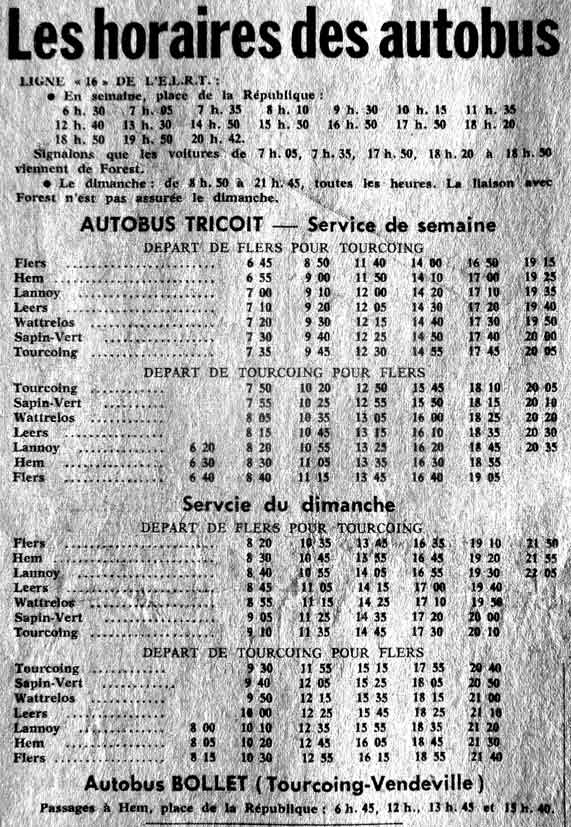 Les horaires des autobus
LIGNE « 16 » DE L'E.L.R.T. :
● En semaine, place de la République :
6 h. 30 7 h. 05 7 h. 35 8 h. 10 9 h. 30 10 h. 15 11 h. 35
12 h. 40 13 h. 30 14 h. 50 15 h. 50 16 h. 50 17 h. 50 18 h. 20
18 h. 50 19 h. 50 20 h. 42.
Signalons que les voitures de 7 h. 05, 7 h. 35, 17 h. 50, 18 h. 20 à 18 h. 50
viennent de Forest.
● Le dimanche : de 8 h. 50 à 21 h. 45, toutes les heures. La liaison avec
Forest n'est pas assurée le dimanche.
AUTOBUS TRICOIT — Service de semaine
DEPART DE FLERS POUR TOURCOING
Flers 6 45 8 50 11 40 14 00 16 50 19 15
Hem 6 55 9 00 11 50 14 10 17 00 19 25
Lannoy 7 00 9 10 12 00 14 20 17 10 19 35
Leers 7 10 9 20 12 05 14 30 17 20 19 40
Wattrelos 7 20 9 30 12 15 14 40 17 30 19 50
Sapin-Vert 7 30 9 40 12 25 14 50 17 40 20 00
Tourcoing 7 35 9 45 12 30 14 55 17 45 20 05
DEPART DE TOURCOING POUR FLERS
Tourcoing 7 50 10 20 12 50 15 45 18 10 20 05
Sapin-Vert 7 55 10 25 12 55 15 50 18 15 20 10
Wattrelos 8 05 10 35 13 05 16 00 18 25 20 20
Leers 8 15 10 45 13 15 16 10 18 35 20 30
Lannoy 6 20 8 20 10 55 13 25 16 20 18 45 20 35
Hem 6 30 8 30 11 05 13 35 16 30 18 55
Flers 6 40 8 40 11 15 13 45 16 40 19 05
Servcie du dimanche
DEPART DE FLERS POUR TOURCOING
Flers 8 20 10 35 13 45 16 35 19 10 21 50
Hem 8 30 10 45 13 55 16 45 19 20 21 55
Lannoy 8 40 10 55 14 05 16 55 19 30 22 05
Leers 8 45 11 05 14 15 17 00 19 40
Wattrelos 8 55 11 15 14 25 17 10 19 50
Sapin-Vert 9 05 11 25 14 35 17 20 20 00
Tourcoing 9 10 11 35 14 45 17 30 20 10
DEPART DE TOURCOING POUR FLERS
Tourcoing 9 30 11 55 15 15 17 55 20 40
Sapin-Vert 9 40 12 05 15 25 18 05 20 50
Wattrelos 9 50 12 15 15 35 18 15 21 00
Leers 10 00 12 25 15 45 18 25 21 10
Lannoy 8 00 10 10 12 35 15 55 18 35 21 20
Hem 8 05 10 20 12 45 16 05 18 45 21 30
Flers 8 15 10 30 12 55 16 15 18 55 21 40
Autobus BOLLET (Tourcoing-Vendeville)
Passages à Hem, place de la République : 6 h. 45, 12 h., 13 h. 45 et 15 h. 40.